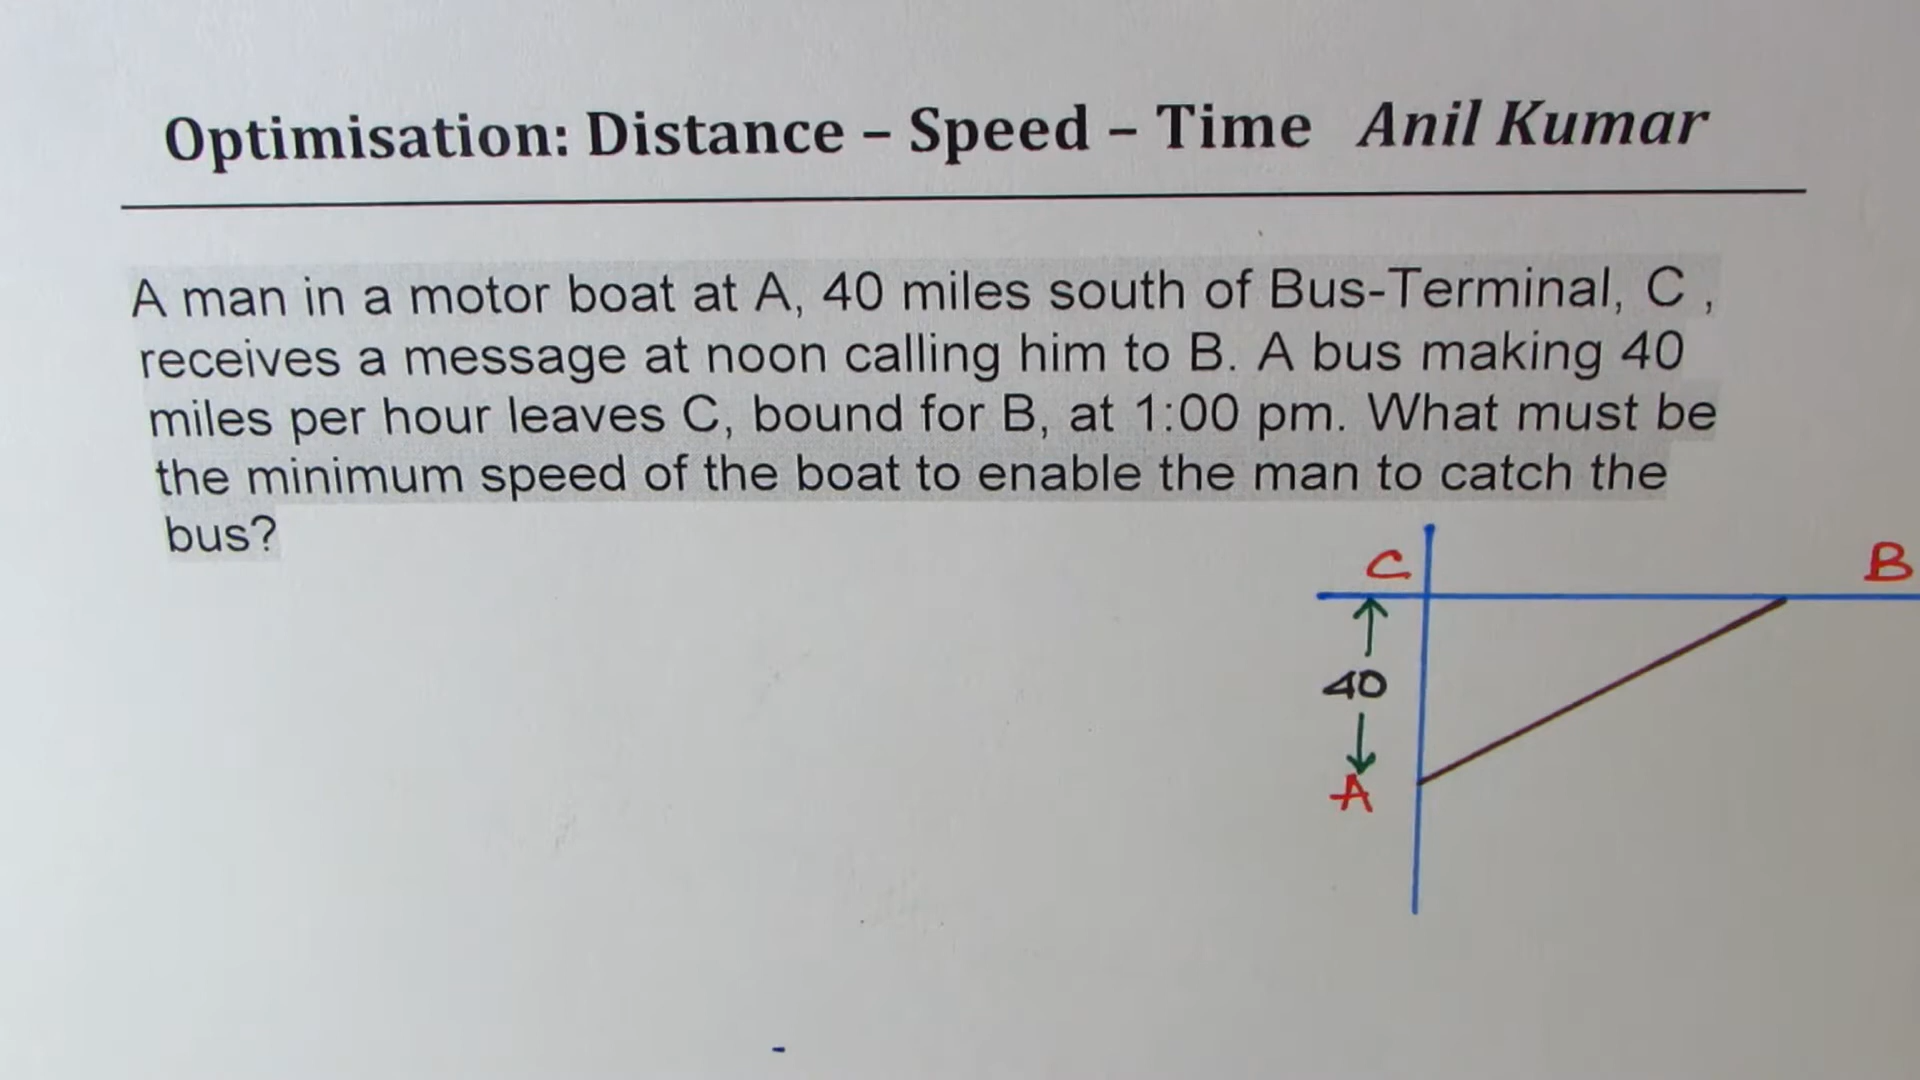 Optimisation: Distance – Speed – Time Anil Kumar
A man in a motor boat at A, 40 miles south of Bus-Terminal, C ,
receives a message at noon calling him to B. A bus making 40
miles per hour leaves C, bound for B, at 1:00 pm. What must be
the minimum speed of the boat to enable the man to catch the
bus?
C B
40
A